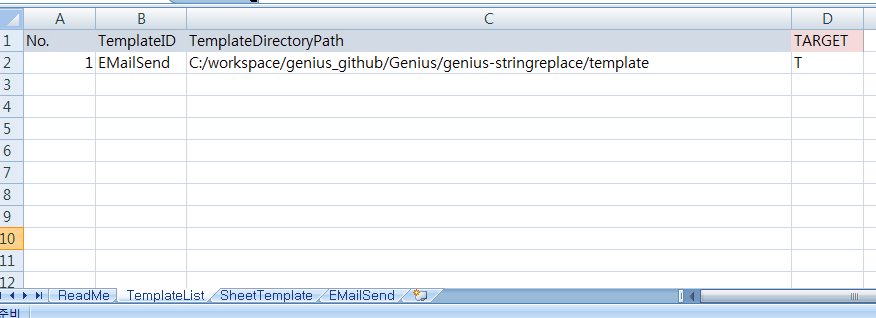 A B C D
1 No. TemplateID TemplateDirectoryPath TARGET
2 1 EMailSend C:/workspace/genius_github/Genius/genius-stringreplace/template T
3
4
5
6
7
8
9
10
11
12
ReadMe TemplateList SheetTemplate EMailSend
준비